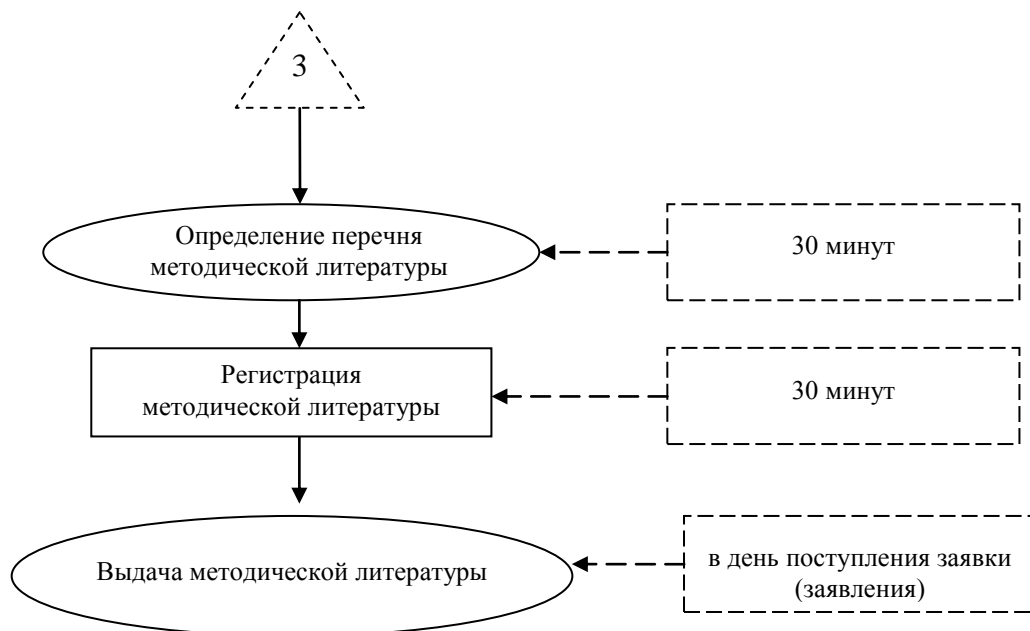 3
Определение перечня
методической литературы
30 минут
Регистрация
методической литературы
30 минут
Выдача методической литературы
в день поступления заявки
(заявления)